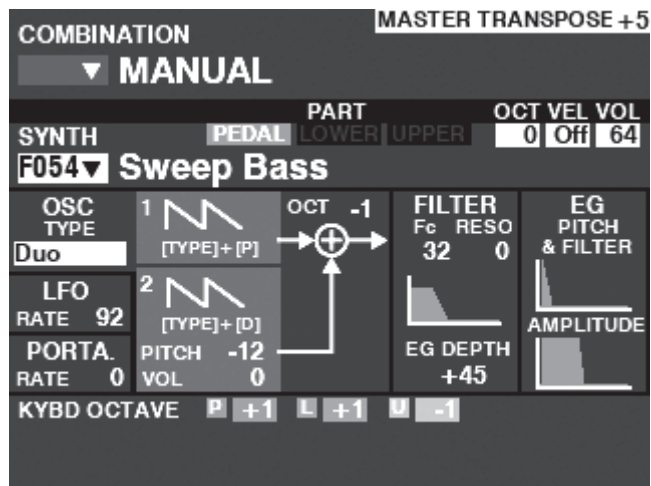 MASTER TRANSPOSE +5
COMBINATION
MANUAL
PART OCT VEL VOL
SYNTH PEDAL LOWER UPPER 0 Off 64
F054 Sweep Bass
OSC
TYPE
Duo
LFO
RATE 92
PORTA.
RATE 0
1
[TYPE]+[P]
2
[TYPE]+[D]
PITCH -12
VOL 0
OCT -1
FILTER
Fc RESO
32 0
EG DEPTH
+45
EG
PITCH
& FILTER
AMPLITUDE
KYBD OCTAVE P +1 L +1 U -1